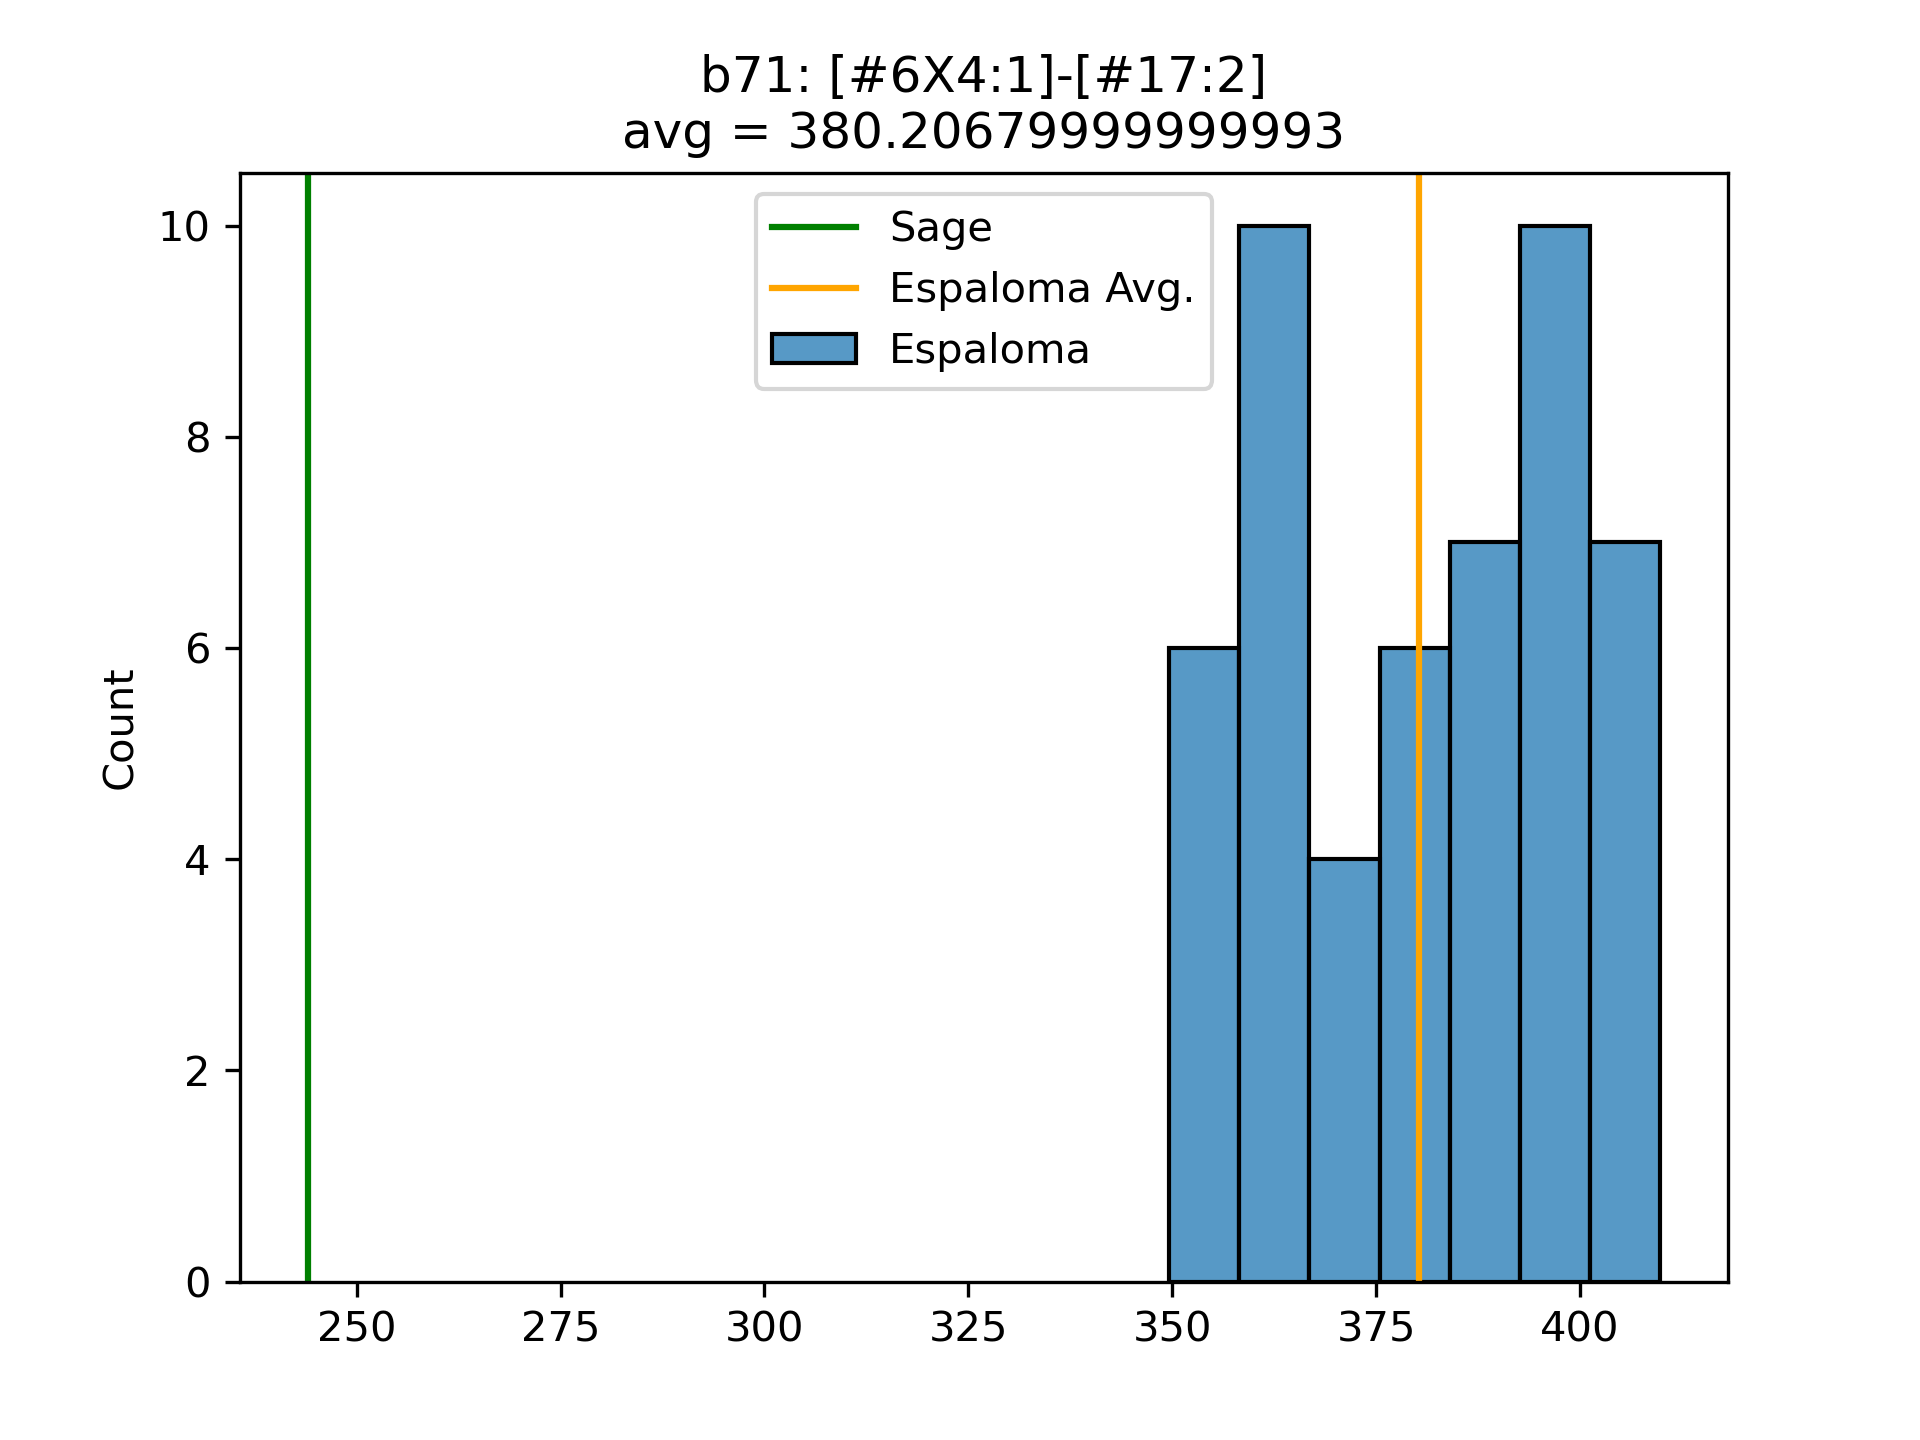 b71: [#6X4:1]-[#17:2]
avg = 380.20679999999993
Sage
Espaloma Avg.
Espaloma
Count
10
8
6
4
2
0
250 275 300 325 350 375 400